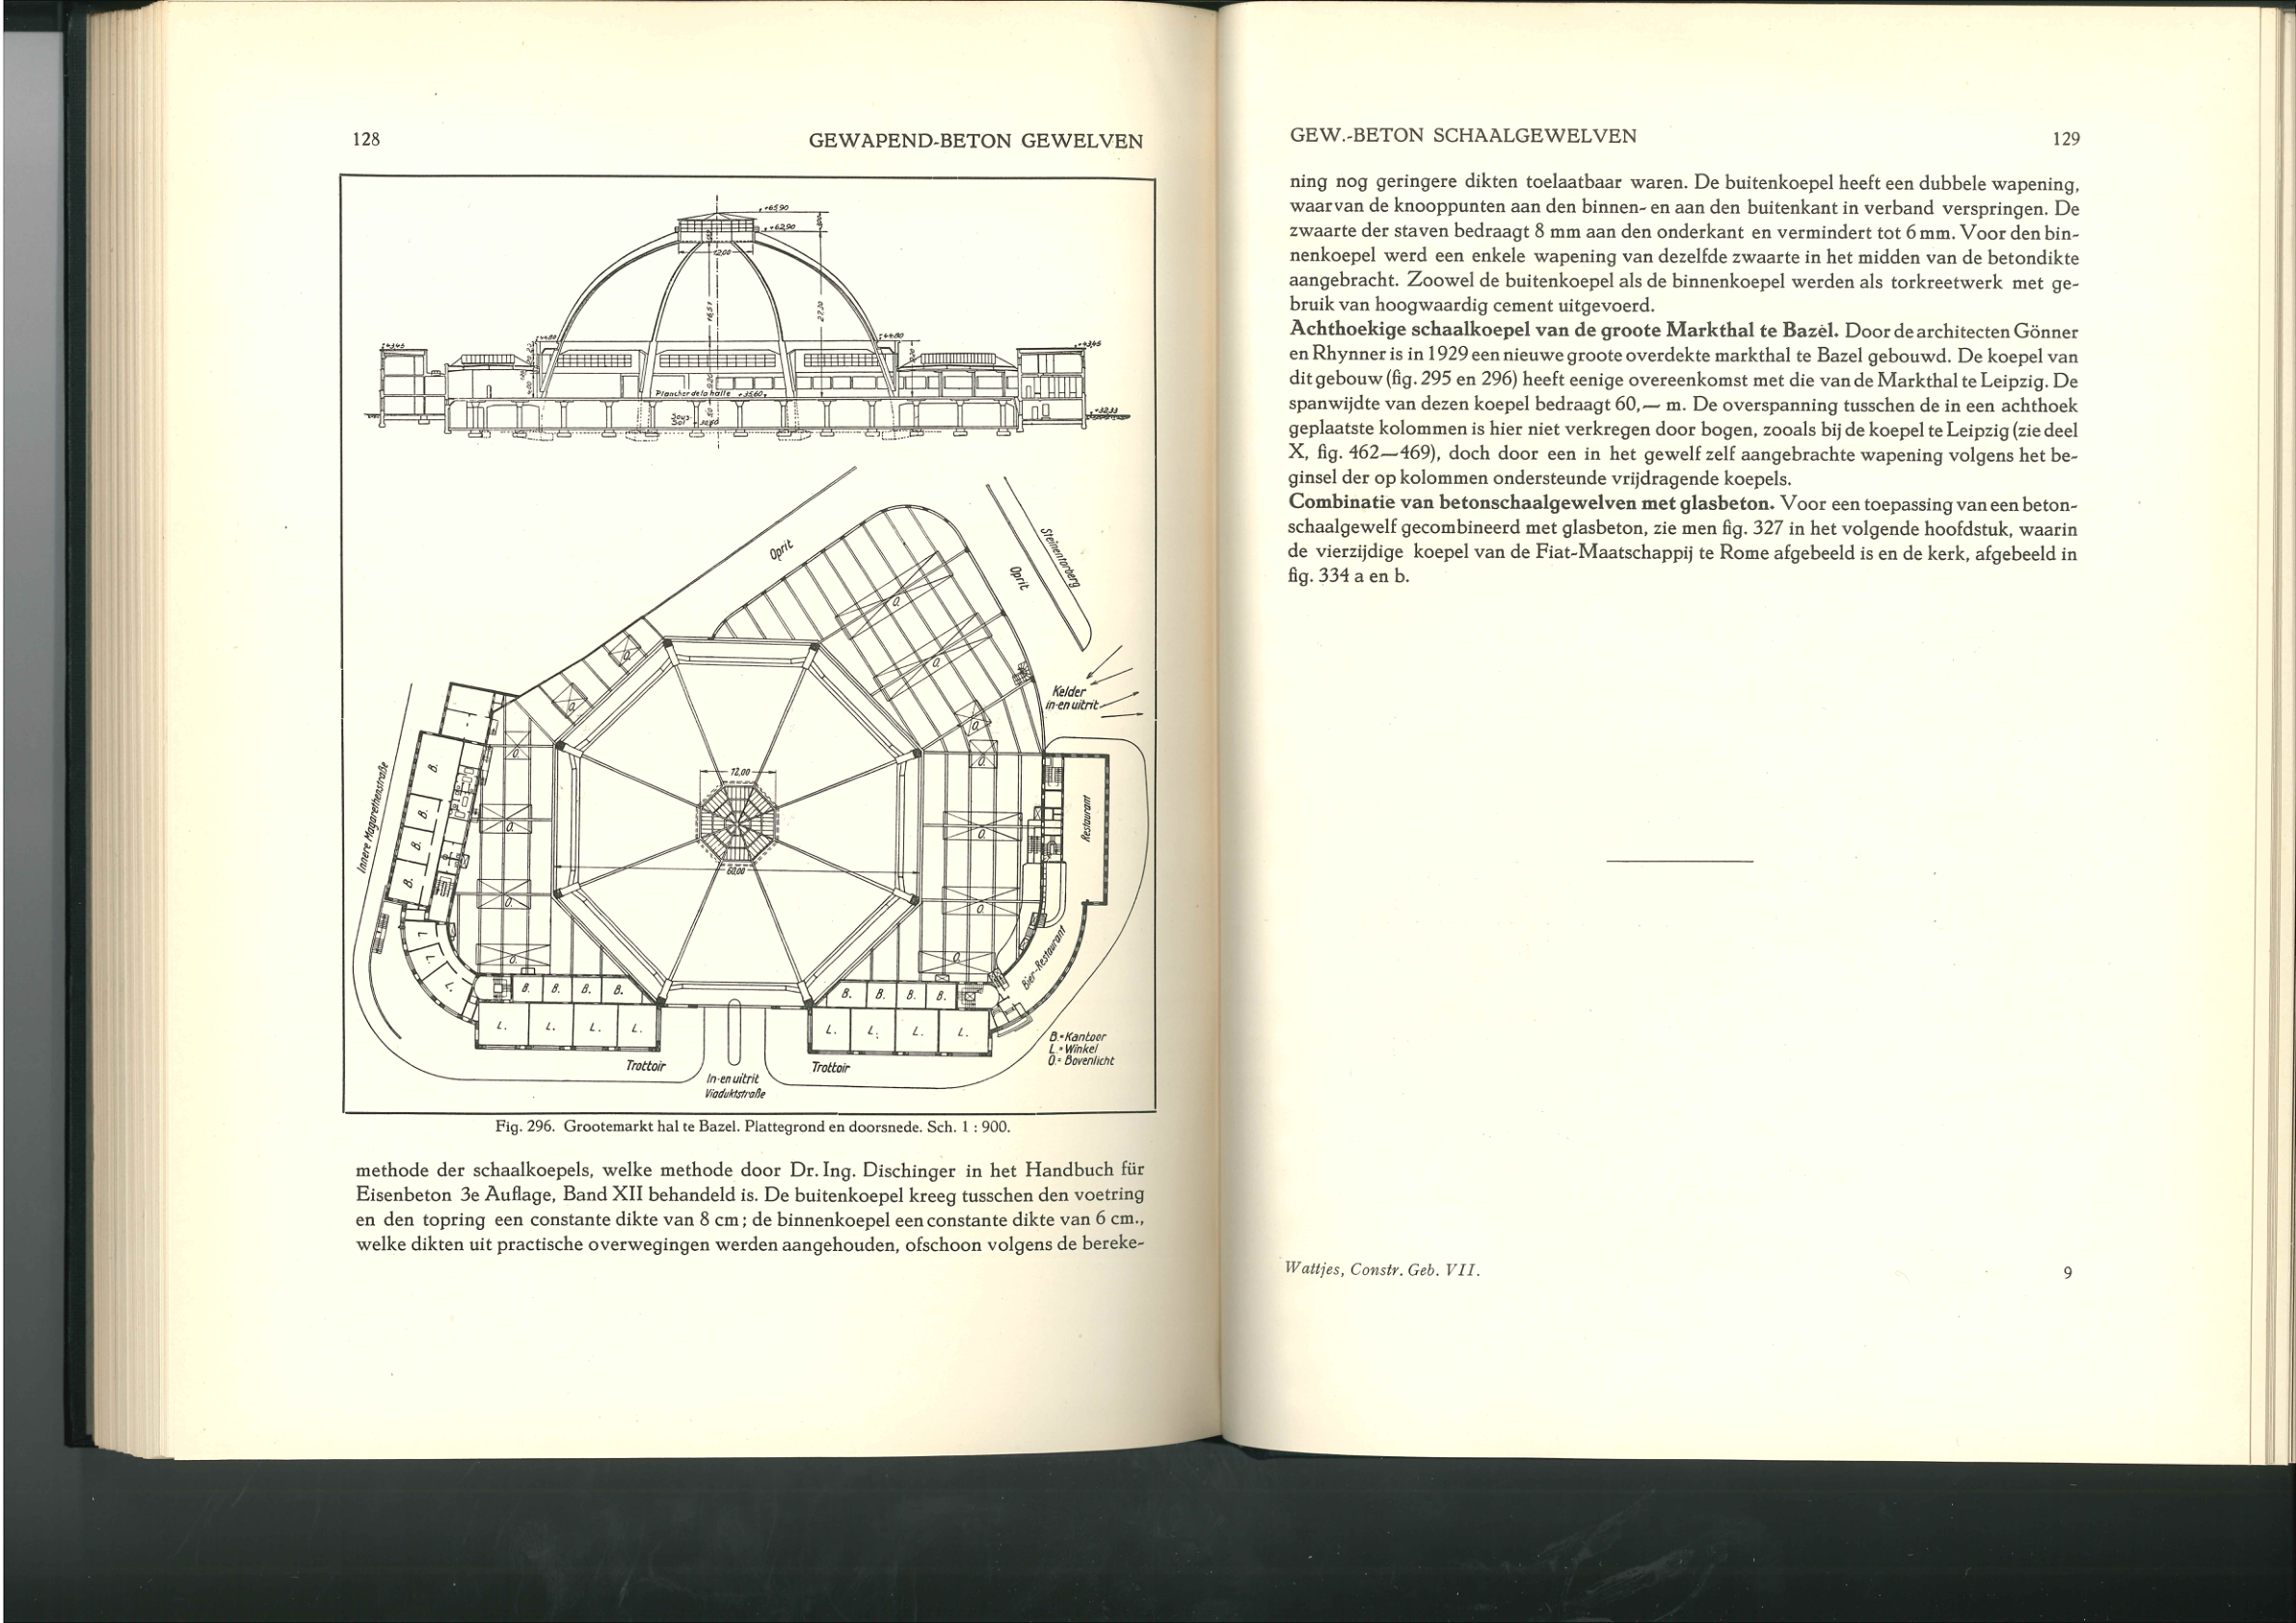 128
GEWAPEND-BETON GEWELVEN
+65.90
+62.90
12,00
16,51
27,20
+44.80
+44.80
+43,45
+43,45
Plancher de la halle +35,60
Sous-
Sol
+32,33
Oprit
Steinentorberg
Oprit
O.
O.
O.
O.
O.
O.
Kelder
in-en uitrit
Innere Magarethenstraße
B.
B.
B.
B.
O.
O.
O.
O.
12,00
60,00
O.
O.
O.
O.
Restaurant
Bier-Restaurant
L.
L.
L.
B.
B.
B.
B.
B.
B.
B.
B.
L.
L.
L.
L.
L.
L.
L.
L.
B.=Kantoor
L.=Winkel
O.=Bovenlicht
Trottoir
Trottoir
In-en uitrit
Viaduktstraße
Fig. 296. Grootemarkt hal te Bazel. Plattegrond en doorsnede. Sch. 1 : 900.
methode der schaalkoepels, welke methode door Dr. Ing. Dischinger in het Handbuch für
Eisenbeton 3e Auflage, Band XII behandeld is. De buitenkoepel kreeg tusschen den voetring
en den topring een constante dikte van 8 cm; de binnenkoepel een constante dikte van 6 cm.,
welke dikten uit practische overwegingen werden aangehouden, ofschoon volgens de bereke-
GEW.-BETON SCHAALGEWELVEN
129
ning nog geringere dikten toelaatbaar waren. De buitenkoepel heeft een dubbele wapening,
waarvan de knooppunten aan den binnen- en aan den buitenkant in verband verspringen. De
zwaarte der staven bedraagt 8 mm aan den onderkant en vermindert tot 6 mm. Voor den bin-
nenkoepel werd een enkele wapening van dezelfde zwaarte in het midden van de betondikte
aangebracht. Zoowel de buitenkoepel als de binnenkoepel werden als torkreetwerk met ge-
bruik van hoogwaardig cement uitgevoerd.
Achthoekige schaalkoepel van de groote Markthal te Bazel. Door de architecten Gönner
en Rhynner is in 1929 een nieuwe groote overdekte markthal te Bazel gebouwd. De koepel van
dit gebouw (fig. 295 en 296) heeft eenige overeenkomst met die van de Markthal te Leipzig. De
spanwijdte van dezen koepel bedraagt 60,— m. De overspanning tusschen de in een achthoek
geplaatste kolommen is hier niet verkregen door bogen, zooals bij de koepel te Leipzig (zie deel
X, fig. 462—469), doch door een in het gewelf zelf aangebrachte wapening volgens het be-
ginsel der op kolommen ondersteunde vrijdragende koepels.
Combinatie van betonschaalgewelven met glasbeton. Voor een toepassing van een beton-
schaalgewelf gecombineerd met glasbeton, zie men fig. 327 in het volgende hoofdstuk, waarin
de vierzijdige koepel van de Fiat-Maatschappij te Rome afgebeeld is en de kerk, afgebeeld in
fig. 334 a en b.
Wattjes, Constr. Geb. VII.
9